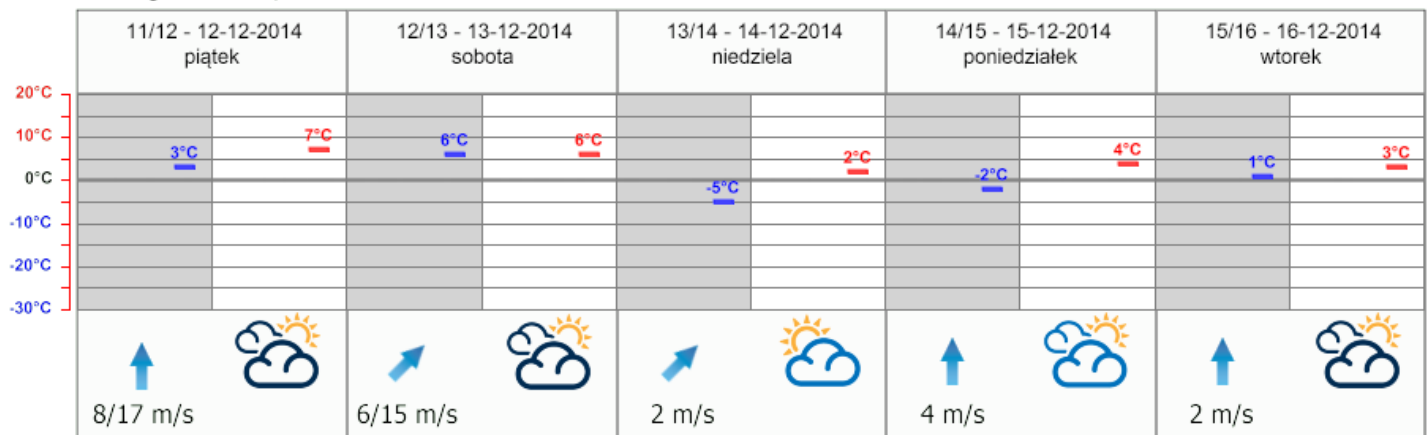 11/12 - 12-12-2014
piątek
12/13 - 13-12-2014
sobota
13/14 - 14-12-2014
niedziela
14/15 - 15-12-2014
poniedziałek
15/16 - 16-12-2014
wtorek
20°C
10°C
0°C
-10°C
-20°C
-30°C
3°C
7°C
6°C
6°C
-5°C
2°C
-2°C
4°C
1°C
3°C
8/17 m/s
6/15 m/s
2 m/s
4 m/s
2 m/s